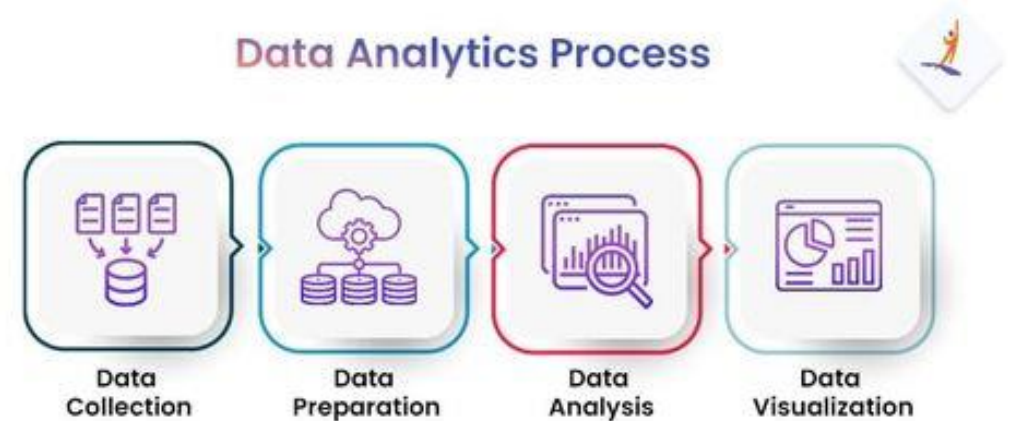 Data Analytics Process
Data
Collection
Data
Preparation
Data
Analysis
Data
Visualization